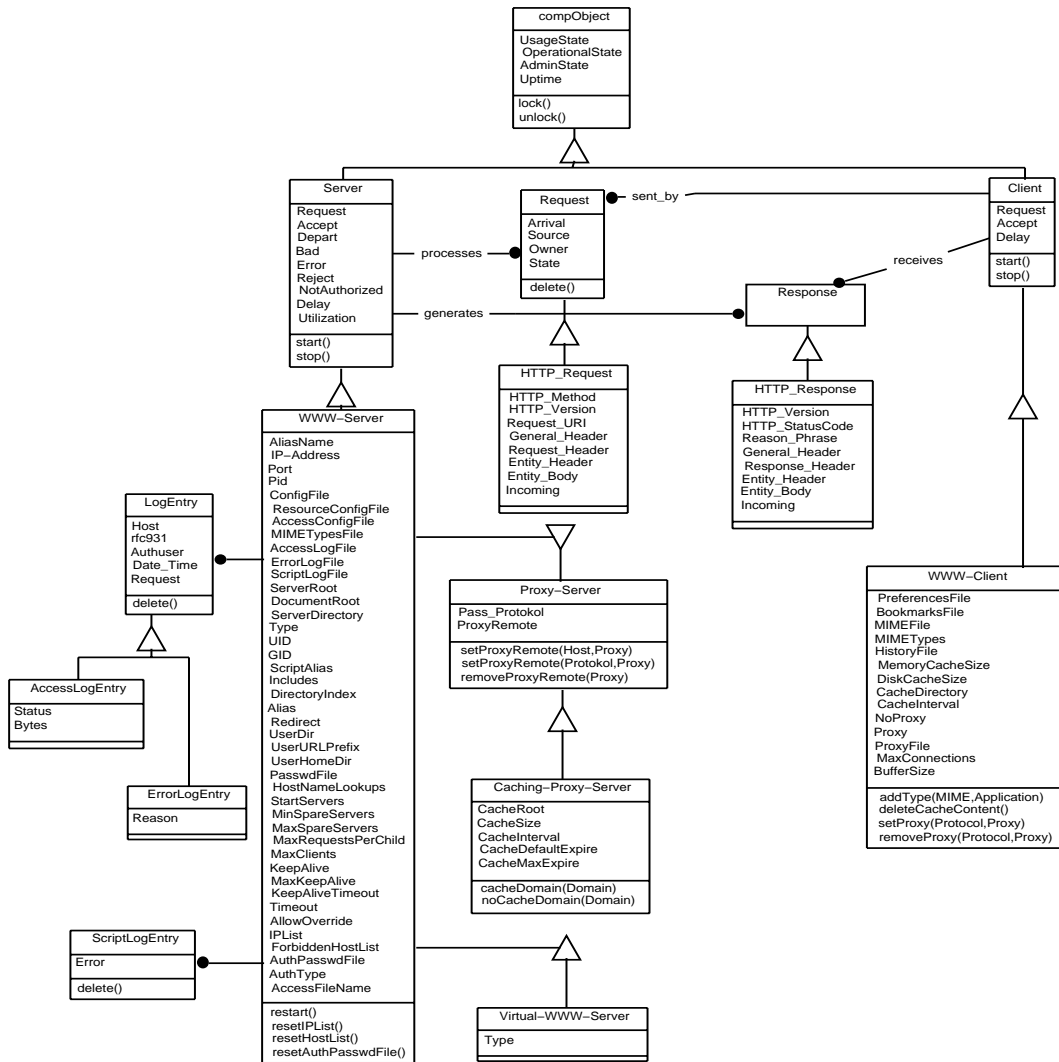 compObject
UsageState
OperationalState
AdminState
Uptime
lock()
unlock()
Server
Request
Accept
Depart
Bad
Error
Reject
NotAuthorized
Delay
Utilization
start()
stop()
processes
generates
Request
Arrival
Source
Owner
State
delete()
sent_by
Client
Request
Accept
Delay
start()
stop()
receives
Response
HTTP_Request
HTTP_Method
HTTP_Version
Request_URI
General_Header
Request_Header
Entity_Header
Entity_Body
Incoming
HTTP_Response
HTTP_Version
HTTP_StatusCode
Reason_Phrase
General_Header
Response_Header
Entity_Header
Entity_Body
Incoming
WWW-Server
AliasName
IP-Address
Port
Pid
ConfigFile
ResourceConfigFile
AccessConfigFile
MIMETypesFile
AccessLogFile
ErrorLogFile
ScriptLogFile
ServerRoot
DocumentRoot
ServerDirectory
Type
UID
GID
ScriptAlias
Includes
DirectoryIndex
Alias
Redirect
UserDir
UserURLPrefix
UserHomeDir
PasswdFile
HostNameLookups
StartServers
MinSpareServers
MaxSpareServers
MaxRequestsPerChild
MaxClients
KeepAlive
MaxKeepAlive
KeepAliveTimeout
Timeout
AllowOverride
IPList
ForbiddenHostList
AuthPasswdFile
AuthType
AccessFileName
restart()
resetIPList()
resetHostList()
resetAuthPasswdFile()
LogEntry
Host
rfc931
Authuser
Date_Time
Request
delete()
AccessLogEntry
Status
Bytes
ErrorLogEntry
Reason
ScriptLogEntry
Error
delete()
Proxy-Server
Pass_Protokol
ProxyRemote
setProxyRemote(Host,Proxy)
setProxyRemote(Protokol,Proxy)
removeProxyRemote(Proxy)
Caching-Proxy-Server
CacheRoot
CacheSize
CacheInterval
CacheDefaultExpire
CacheMaxExpire
cacheDomain(Domain)
noCacheDomain(Domain)
Virtual-WWW-Server
Type
WWW-Client
PreferencesFile
BookmarksFile
MIMEFile
MIMETypes
HistoryFile
MemoryCacheSize
DiskCacheSize
CacheDirectory
CacheInterval
NoProxy
Proxy
ProxyFile
MaxConnections
BufferSize
addType(MIME,Application)
deleteCacheContent()
setProxy(Protocol,Proxy)
removeProxy(Protocol,Proxy)